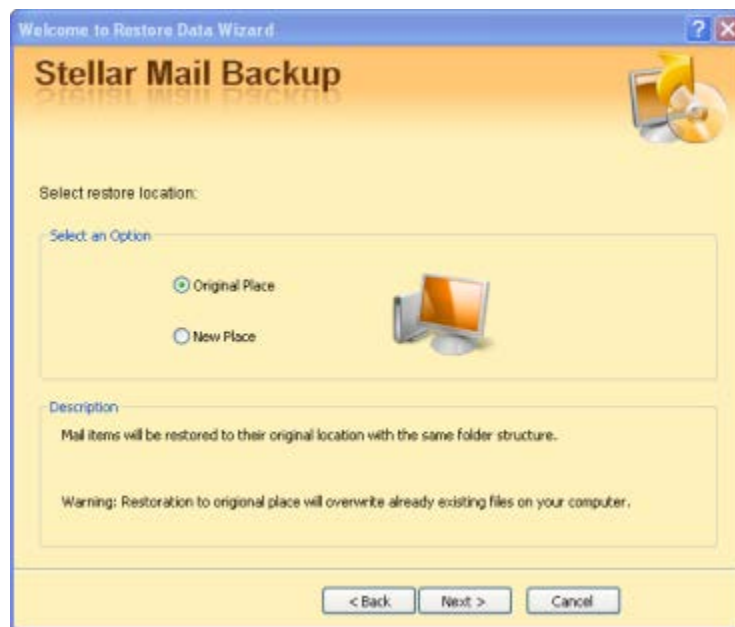 Welcome to Restore Data Wizard
Stellar Mail Backup
Select restore location:
Select an Option
Original Place
New Place
Description
Mail items will be restored to their original location with the same folder structure.
Warning: Restoration to origional place will overwrite already existing files on your computer.
< Back
Next >
Cancel